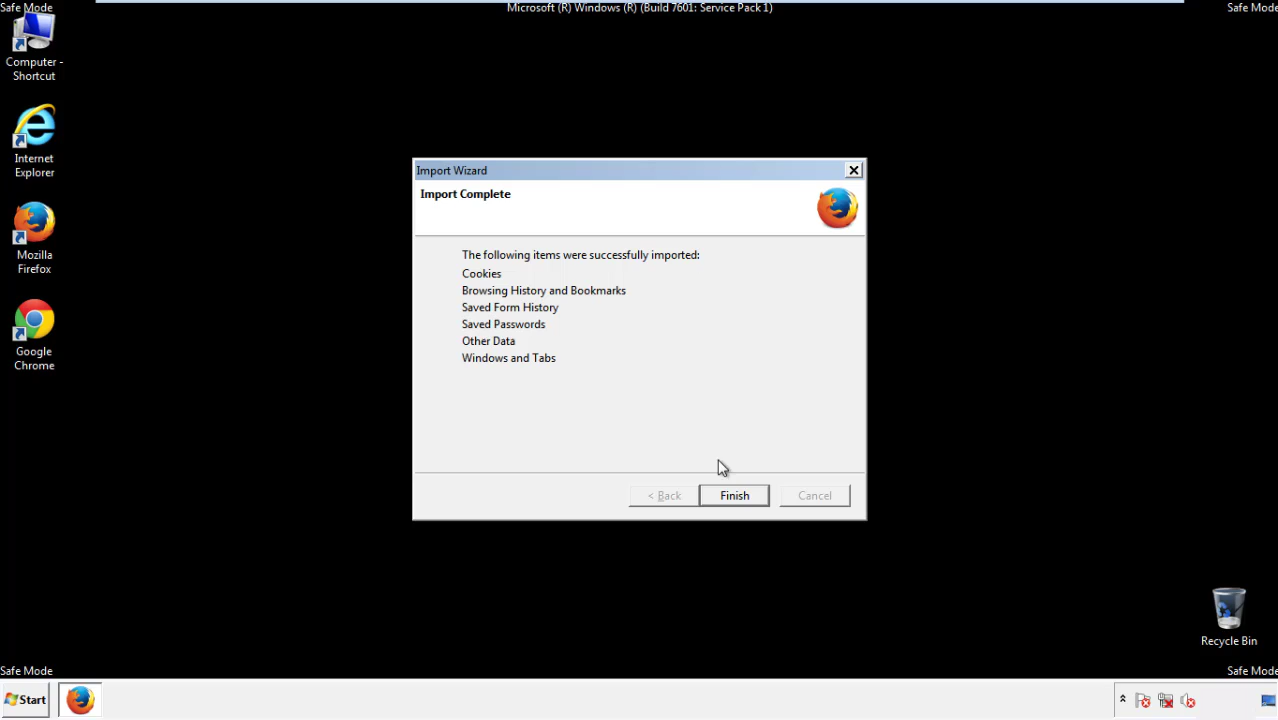 Safe Mode
Microsoft (R) Windows (R) (Build 7601: Service Pack 1)
Safe Mode
Computer -
Shortcut
Internet
Explorer
Mozilla
Firefox
Google
Chrome
Import Wizard
Import Complete
The following items were successfully imported:
Cookies
Browsing History and Bookmarks
Saved Form History
Saved Passwords
Other Data
Windows and Tabs
< Back
Finish
Cancel
Recycle Bin
Safe Mode
Safe Mode
Start